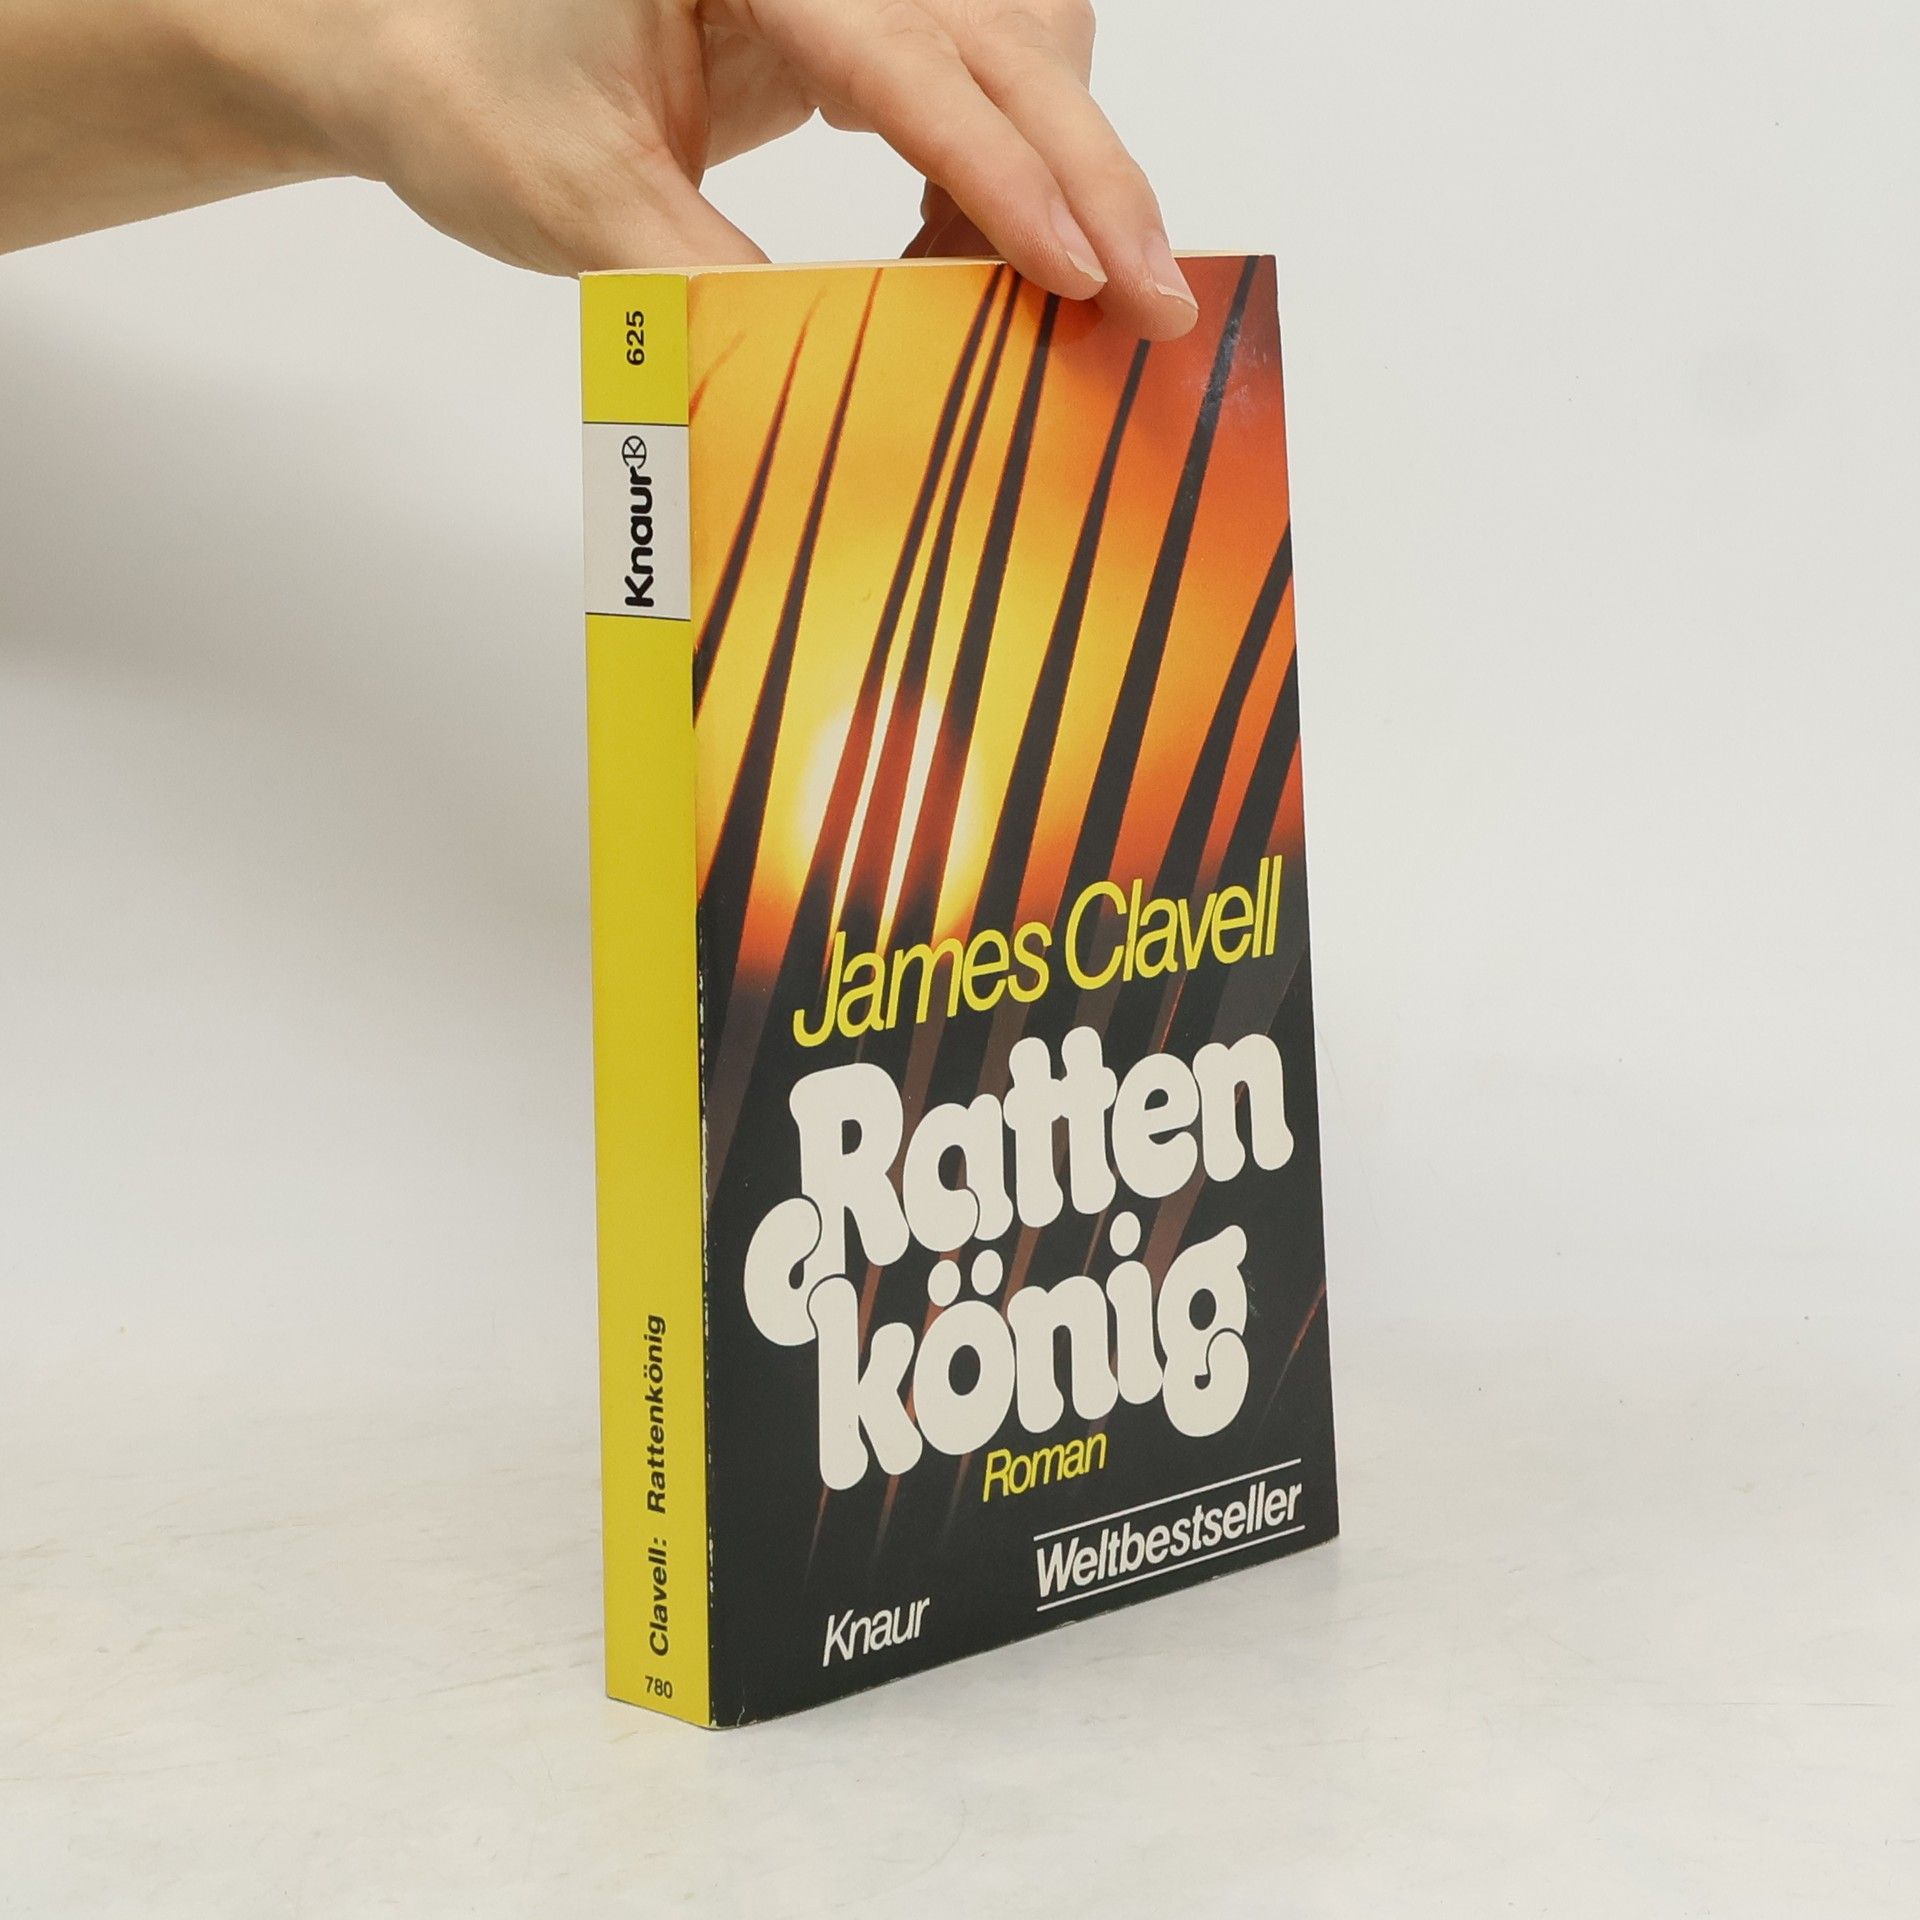 625
Knaur
Clavell: Rattenkönig
780
James Clavell
Ratten
könig
Roman
Weltbestseller
Knaur